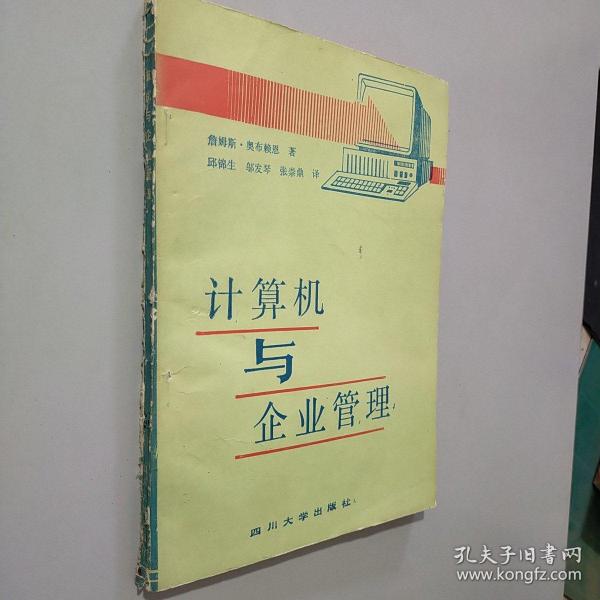 詹姆斯·奥布赖恩 著
邱锦生 邬发琴 张崇鼎 译
计算机
与
企业管理
四川大学出版社
孔夫子旧书网
www.kongfz.com